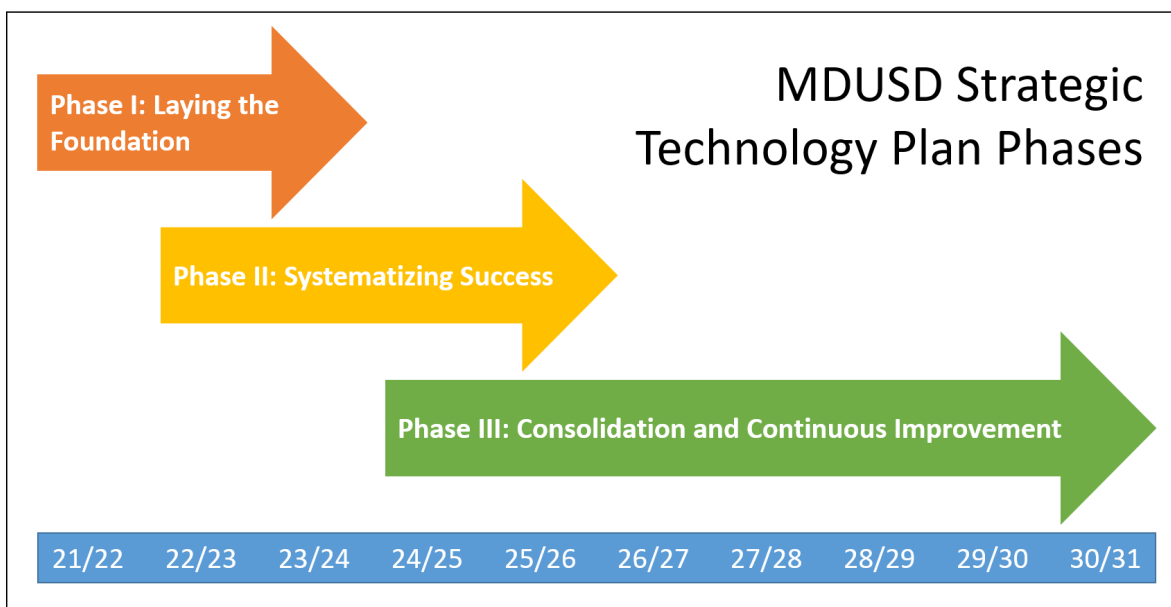 MDUSD Strategic
Technology Plan Phases
Phase I: Laying the
Foundation
Phase II: Systematizing Success
Phase III: Consolidation and Continuous Improvement
21/22 22/23 23/24 24/25 25/26 26/27 27/28 28/29 29/30 30/31